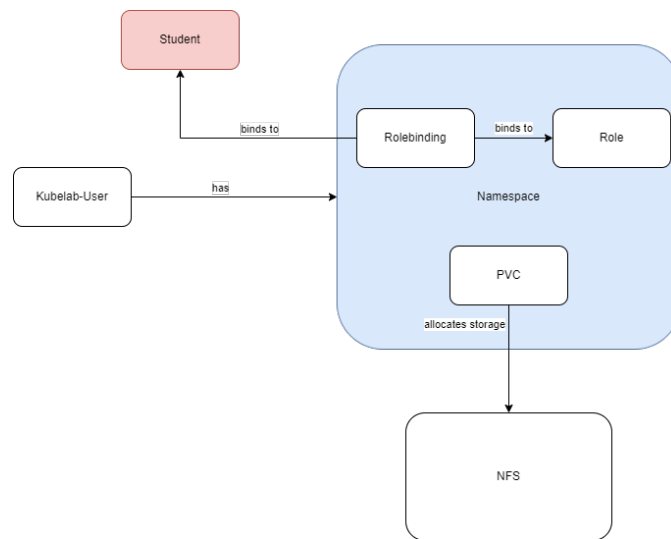 Student
binds to
Rolebinding
binds to
Role
Kubelab-User
has
Namespace
PVC
allocates storage
NFS